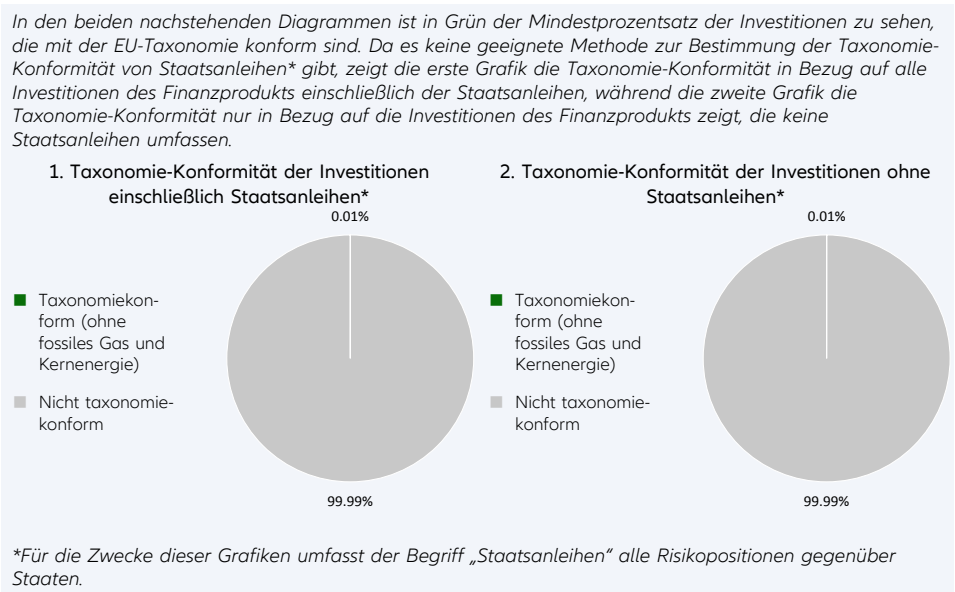 In den beiden nachstehenden Diagrammen ist in Grün der Mindestprozentsatz der Investitionen zu sehen,
die mit der EU-Taxonomie konform sind. Da es keine geeignete Methode zur Bestimmung der Taxonomie-
Konformität von Staatsanleihen* gibt, zeigt die erste Grafik die Taxonomie-Konformität in Bezug auf alle
Investitionen des Finanzprodukts einschließlich der Staatsanleihen, während die zweite Grafik die
Taxonomie-Konformität nur in Bezug auf die Investitionen des Finanzprodukts zeigt, die keine
Staatsanleihen umfassen.
1. Taxonomie-Konformität der Investitionen
einschließlich Staatsanleihen*
0.01%
Taxonomiekon-
form (ohne
fossiles Gas und
Kernenergie)
Nicht taxonomie-
konform
99.99%
2. Taxonomie-Konformität der Investitionen ohne
Staatsanleihen*
0.01%
Taxonomiekon-
form (ohne
fossiles Gas und
Kernenergie)
Nicht taxonomie-
konform
99.99%
*Für die Zwecke dieser Grafiken umfasst der Begriff „Staatsanleihen“ alle Risikopositionen gegenüber
Staaten.